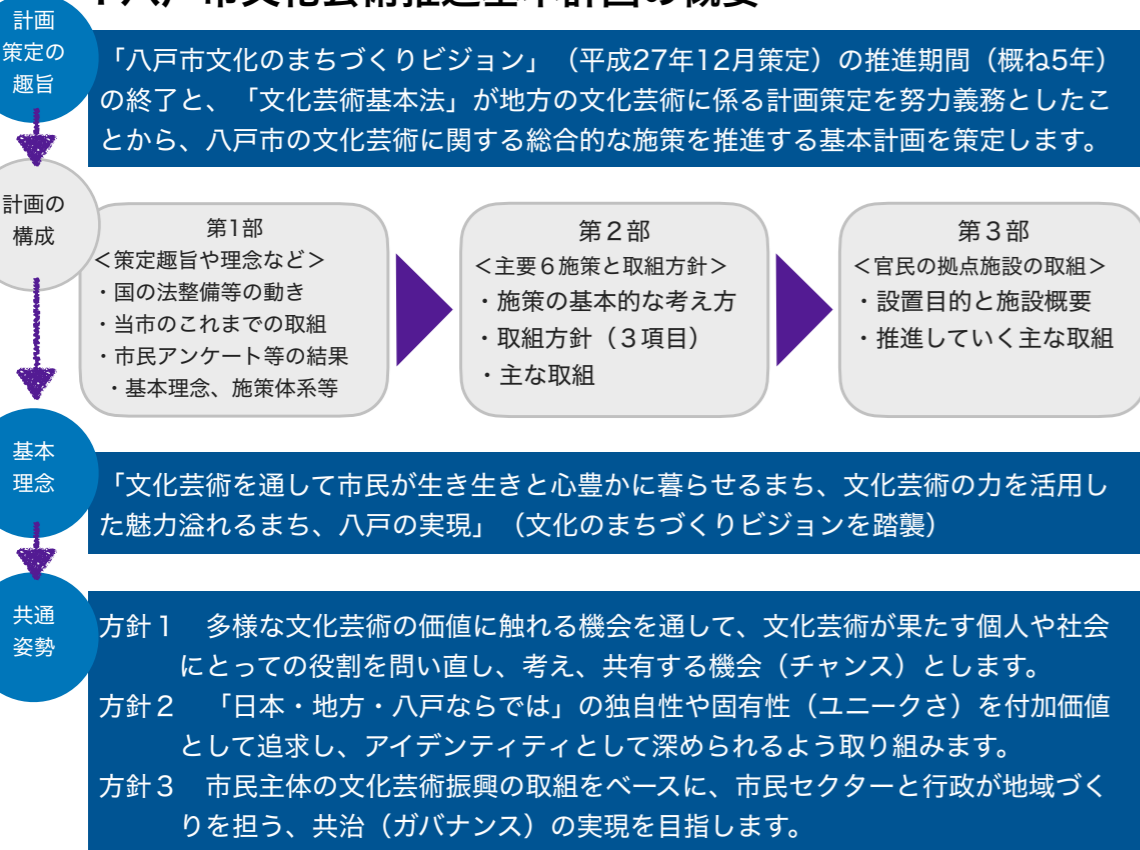 八戸市文化芸術推進基本計画の概要
計画
策定の
趣旨
「八戸市文化のまちづくりビジョン」（平成27年12月策定）の推進期間（概ね5年）
の終了と、「文化芸術基本法」が地方の文化芸術に係る計画策定を努力義務としたこ
とから、八戸市の文化芸術に関する総合的な施策を推進する基本計画を策定します。
計画の
構成
第1部
＜策定趣旨や理念など＞
・国の法整備等の動き
・当市のこれまでの取組
・市民アンケート等の結果
・基本理念、施策体系等
第２部
＜主要６施策と取組方針＞
・施策の基本的な考え方
・取組方針（３項目）
・主な取組
第３部
＜官民の拠点施設の取組＞
・設置目的と施設概要
・推進していく主な取組
基本
理念
「文化芸術を通して市民が生き生きと心豊かに暮らせるまち、文化芸術の力を活用し
た魅力溢れるまち、八戸の実現」（文化のまちづくりビジョンを踏襲）
共通
姿勢
方針１　多様な文化芸術の価値に触れる機会を通して、文化芸術が果たす個人や社会
にとっての役割を問い直し、考え、共有する機会（チャンス）とします。
方針２　「日本・地方・八戸ならでは」の独自性や固有性（ユニークさ）を付加価値
として追求し、アイデンティティとして深められるよう取り組みます。
方針３　市民主体の文化芸術振興の取組をベースに、市民セクターと行政が地域づく
りを担う、共治（ガバナンス）の実現を目指します。